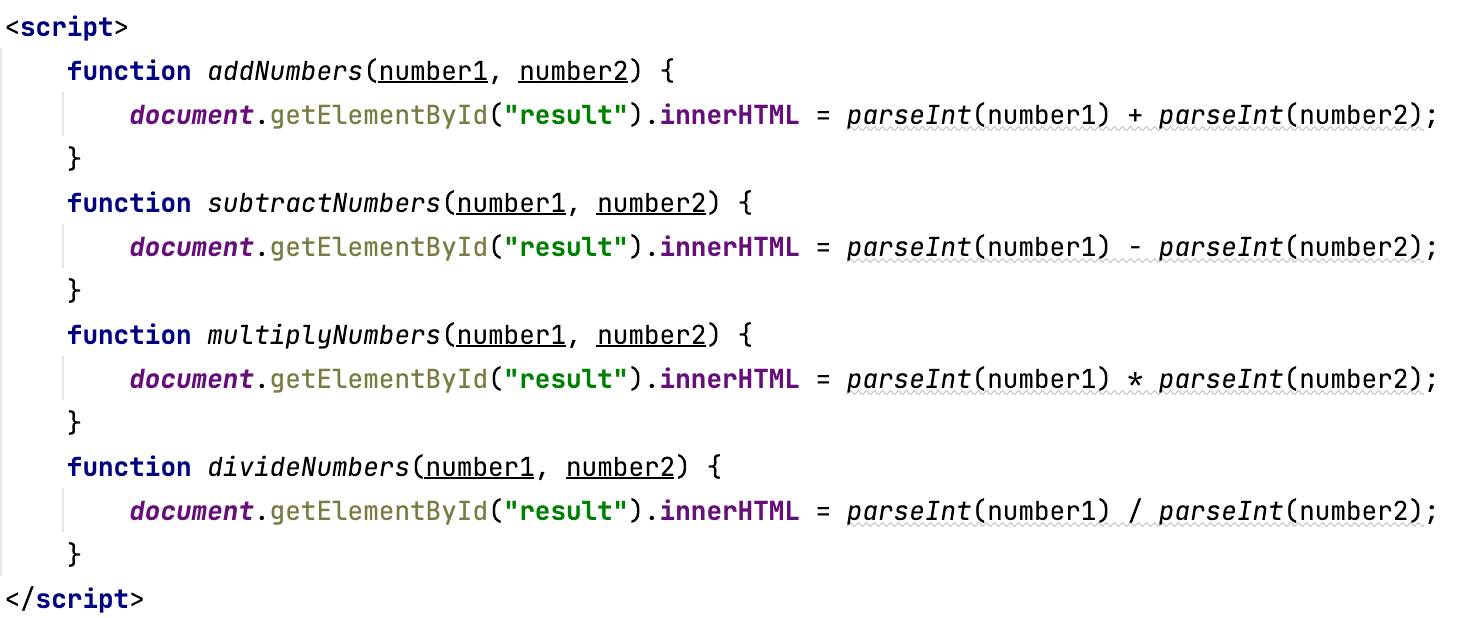 <script>
    function addNumbers(number1, number2) {
        document.getElementById("result").innerHTML = parseInt(number1) + parseInt(number2);
    }
    function subtractNumbers(number1, number2) {
        document.getElementById("result").innerHTML = parseInt(number1) - parseInt(number2);
    }
    function multiplyNumbers(number1, number2) {
        document.getElementById("result").innerHTML = parseInt(number1) * parseInt(number2);
    }
    function divideNumbers(number1, number2) {
        document.getElementById("result").innerHTML = parseInt(number1) / parseInt(number2);
    }
</script>